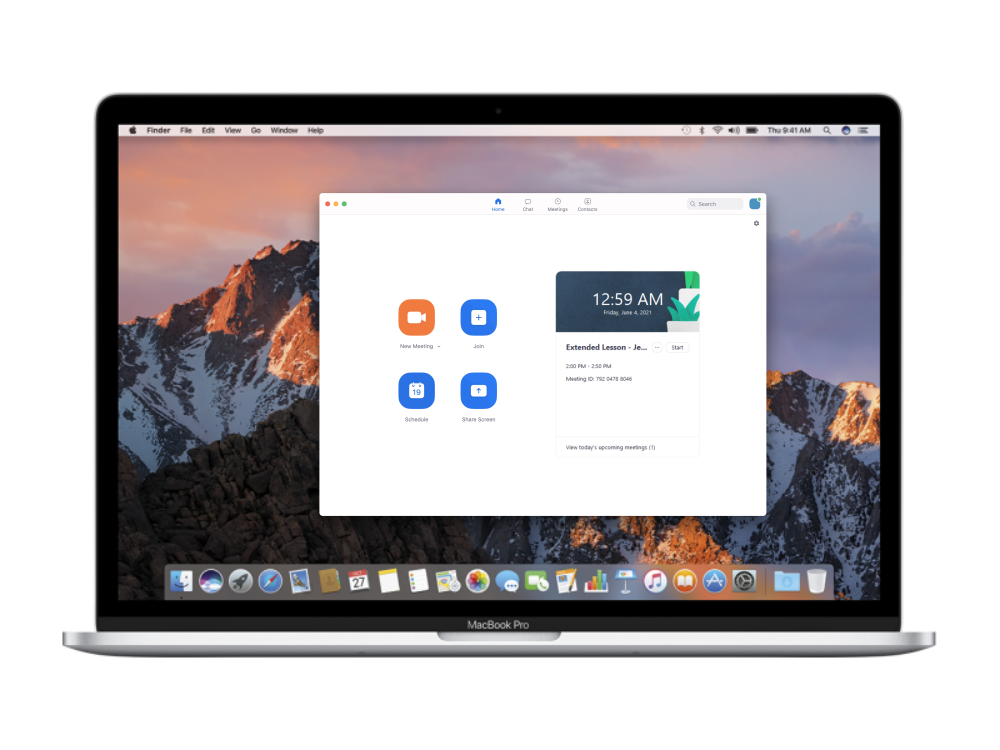 Finder File Edit View Go Window Help Thu 9:41 AM
Home Chat Meetings Contacts Search
12:59 AM
Friday, June 4, 2021
New Meeting Join
Extended Lesson - Je... ... Start
2:00 PM - 2:50 PM
Meeting ID: 792 0478 8046
19
Schedule Share Screen
View today's upcoming meetings (1)
OCT
27
MacBook Pro